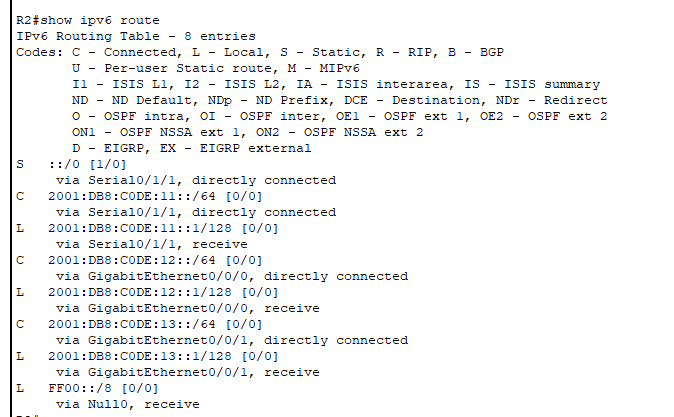 R2#show ipv6 route
IPv6 Routing Table - 8 entries
Codes: C - Connected, L - Local, S - Static, R - RIP, B - BGP
       U - Per-user Static route, M - MIPv6
       I1 - ISIS L1, I2 - ISIS L2, IA - ISIS interarea, IS - ISIS summary
       ND - ND Default, NDp - ND Prefix, DCE - Destination, NDr - Redirect
       O - OSPF intra, OI - OSPF inter, OE1 - OSPF ext 1, OE2 - OSPF ext 2
       ON1 - OSPF NSSA ext 1, ON2 - OSPF NSSA ext 2
       D - EIGRP, EX - EIGRP external
S   ::/0 [1/0]
     via Serial0/1/1, directly connected
C   2001:DB8:C0DE:11::/64 [0/0]
     via Serial0/1/1, directly connected
L   2001:DB8:C0DE:11::1/128 [0/0]
     via Serial0/1/1, receive
C   2001:DB8:C0DE:12::/64 [0/0]
     via GigabitEthernet0/0/0, directly connected
L   2001:DB8:C0DE:12::1/128 [0/0]
     via GigabitEthernet0/0/0, receive
C   2001:DB8:C0DE:13::/64 [0/0]
     via GigabitEthernet0/0/1, directly connected
L   2001:DB8:C0DE:13::1/128 [0/0]
     via GigabitEthernet0/0/1, receive
L   FF00::/8 [0/0]
     via Null0, receive